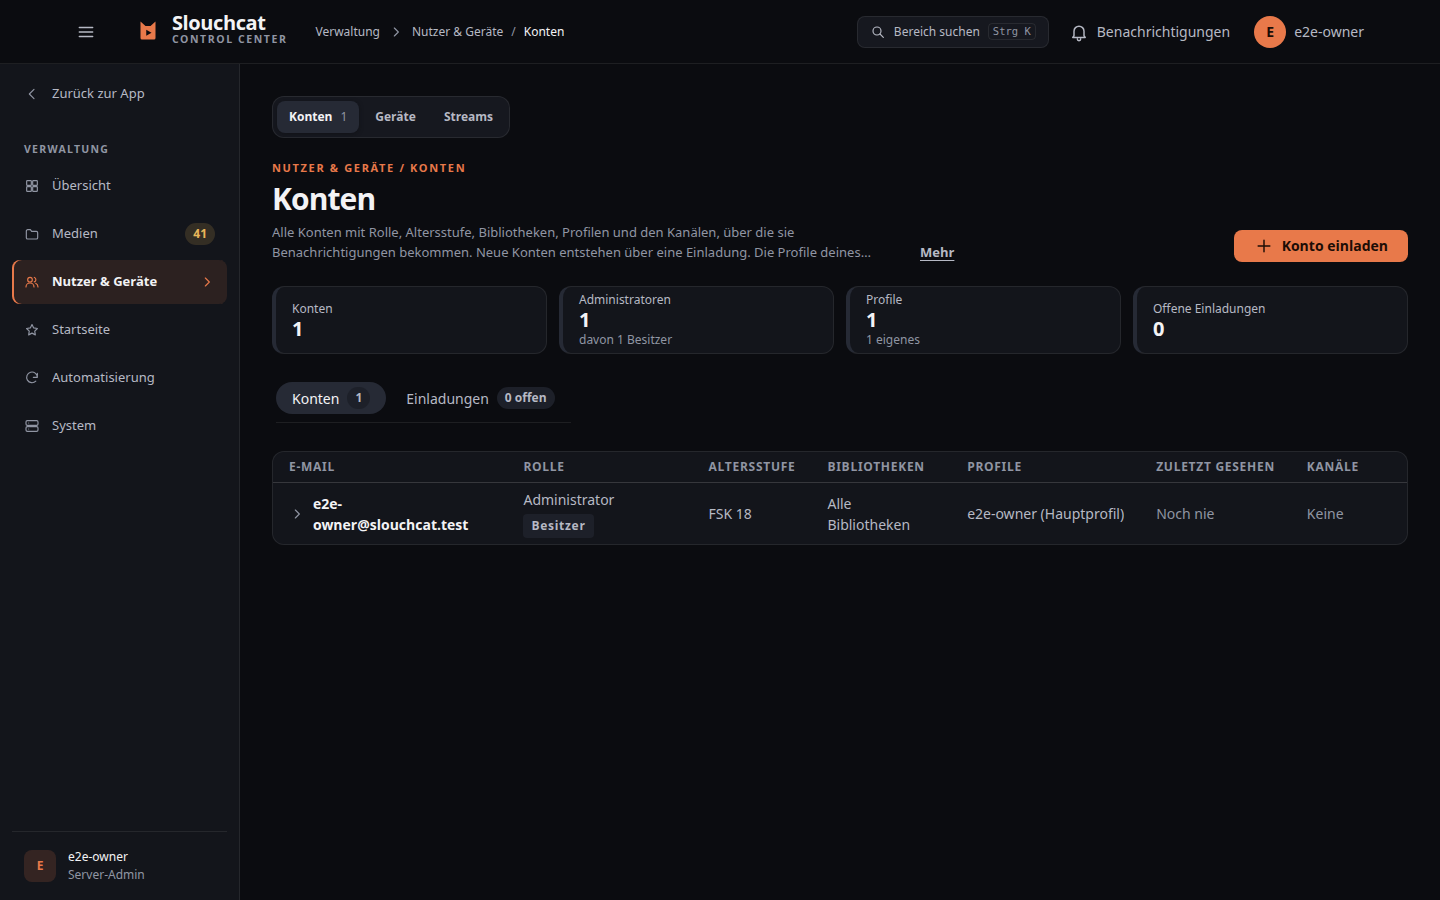 Slouchcat
CONTROL CENTER
Verwaltung
Nutzer & Geräte / Konten
Bereich suchen Strg K
Benachrichtigungen
E e2e-owner
Zurück zur App
VERWALTUNG
Übersicht
Medien 41
Nutzer & Geräte
Startseite
Automatisierung
System
E
e2e-owner
Server-Admin
Konten 1 Geräte Streams
NUTZER & GERÄTE / KONTEN
Konten
Alle Konten mit Rolle, Altersstufe, Bibliotheken, Profilen und den Kanälen, über die sie
Benachrichtigungen bekommen. Neue Konten entstehen über eine Einladung. Die Profile deines...
Mehr
Konto einladen
Konten
1
Administratoren
1
davon 1 Besitzer
Profile
1
1 eigenes
Offene Einladungen
0
Konten 1 Einladungen 0 offen
E-MAIL ROLLE ALTERSSTUFE BIBLIOTHEKEN PROFILE ZULETZT GESEHEN KANÄLE
e2e-
owner@slouchcat.test
Administrator
Besitzer
FSK 18
Alle
Bibliotheken
e2e-owner (Hauptprofil)
Noch nie
Keine